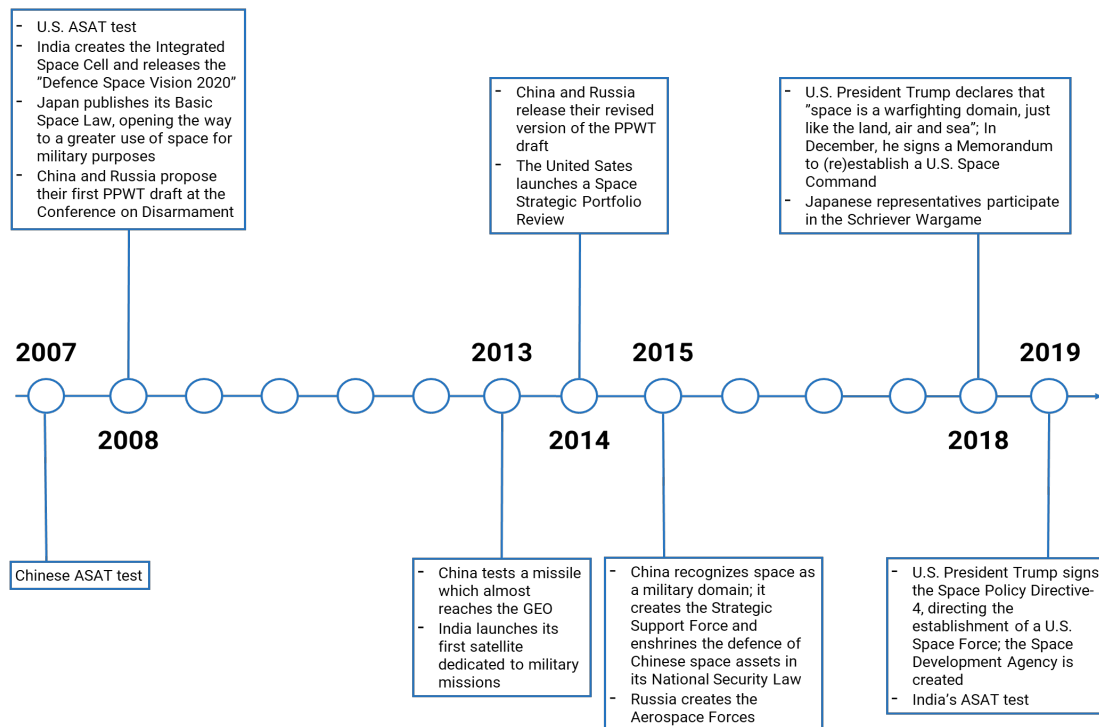 - U.S. ASAT test
- India creates the Integrated
Space Cell and releases the
”Defence Space Vision 2020”
- Japan publishes its Basic
Space Law, opening the way
to a greater use of space for
military purposes
- China and Russia propose
their first PPWT draft at the
Conference on Disarmament
- China and Russia
release their revised
version of the PPWT
draft
- The United Sates
launches a Space
Strategic Portfolio
Review
- U.S. President Trump declares that
”space is a warfighting domain, just
like the land, air and sea”; In
December, he signs a Memorandum
to (re)establish a U.S. Space
Command
- Japanese representatives participate
in the Schriever Wargame
2007
2013
2015
2019
2008
2014
2018
Chinese ASAT test
- China tests a missile
which almost
reaches the GEO
- India launches its
first satellite
dedicated to military
missions
- China recognizes space as
a military domain; it
creates the Strategic
Support Force and
enshrines the defence of
Chinese space assets in
its National Security Law
- Russia creates the
Aerospace Forces
- U.S. President Trump signs
the Space Policy Directive-
4, directing the
establishment of a U.S.
Space Force; the Space
Development Agency is
created
- India’s ASAT test